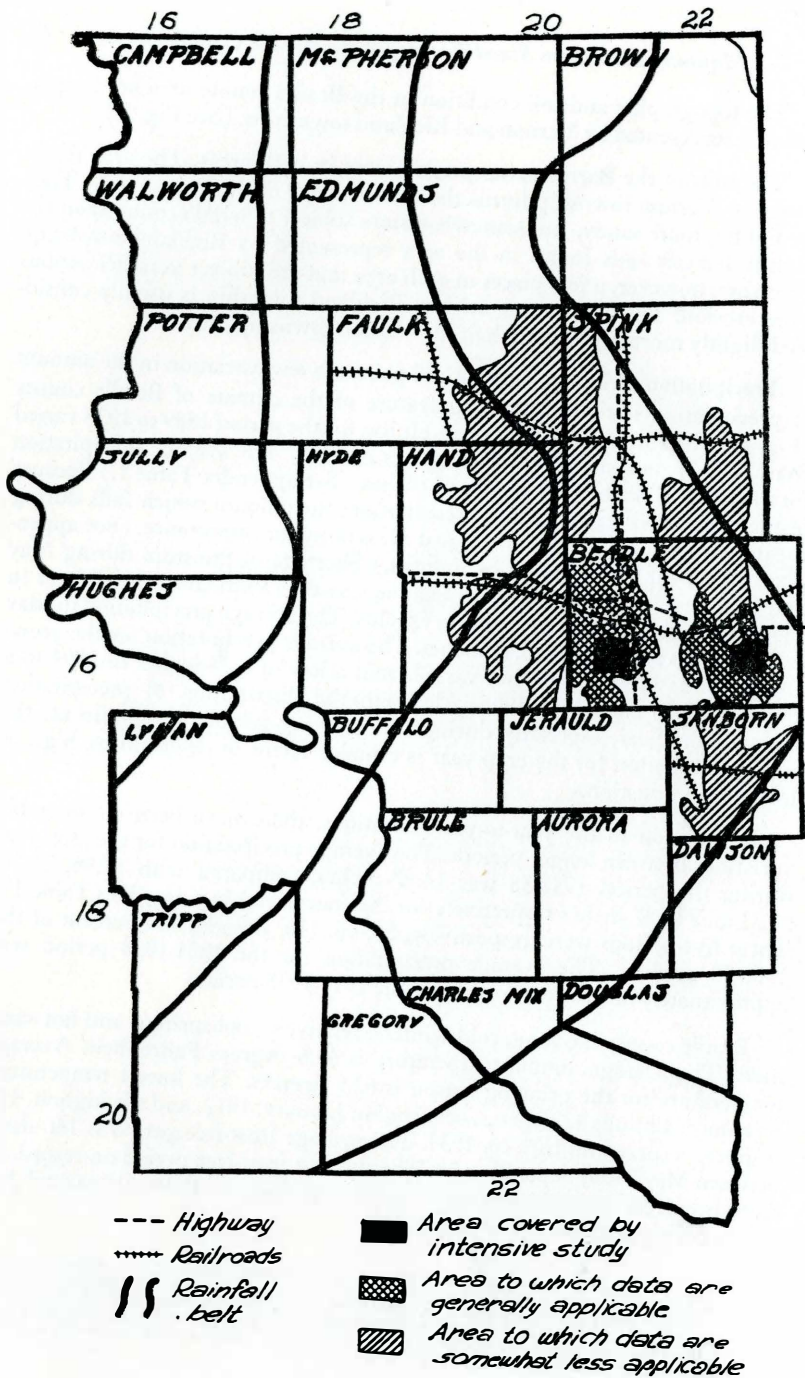 16 18 20 22
CAMPBELL McPHERSON BROWN
WALWORTH EDMUNDS
POTTER FAULK SPINK
SULLY HYDE HAND
BEADLE
HUGHES
16
LYMAN BUFFALO JERAULD SANBORN
BRULE AURORA
DAVISON
18
TRIPP
CHARLES MIX DOUGLAS
GREGORY
20
22
Highway
Railroads
Rainfall
belt
Area covered by
intensive study
Area to which data are
generally applicable
Area to which data are
somewhat less applicable